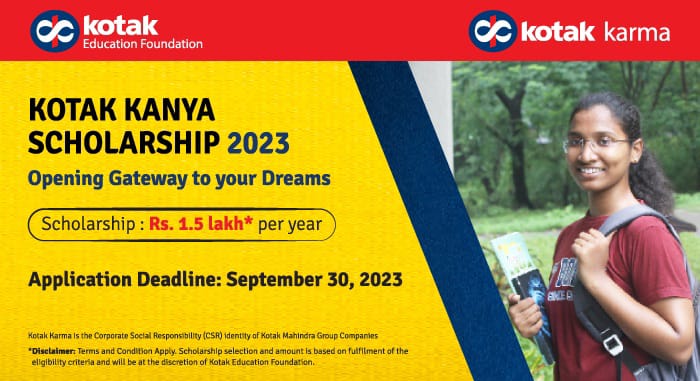 kotak
Education Foundation
kotak karma
KOTAK KANYA
SCHOLARSHIP 2023
Opening Gateway to your Dreams
Scholarship : Rs. 1.5 lakh* per year
Application Deadline: September 30, 2023
Kotak Karma is the Corporate Social Responsibility (CSR) identity of Kotak Mahindra Group Companies
*Disclaimer: Terms and Condition Apply. Scholarship selection and amount is based on fulfilment of the
eligibility criteria and will be at the discretion of Kotak Education Foundation.